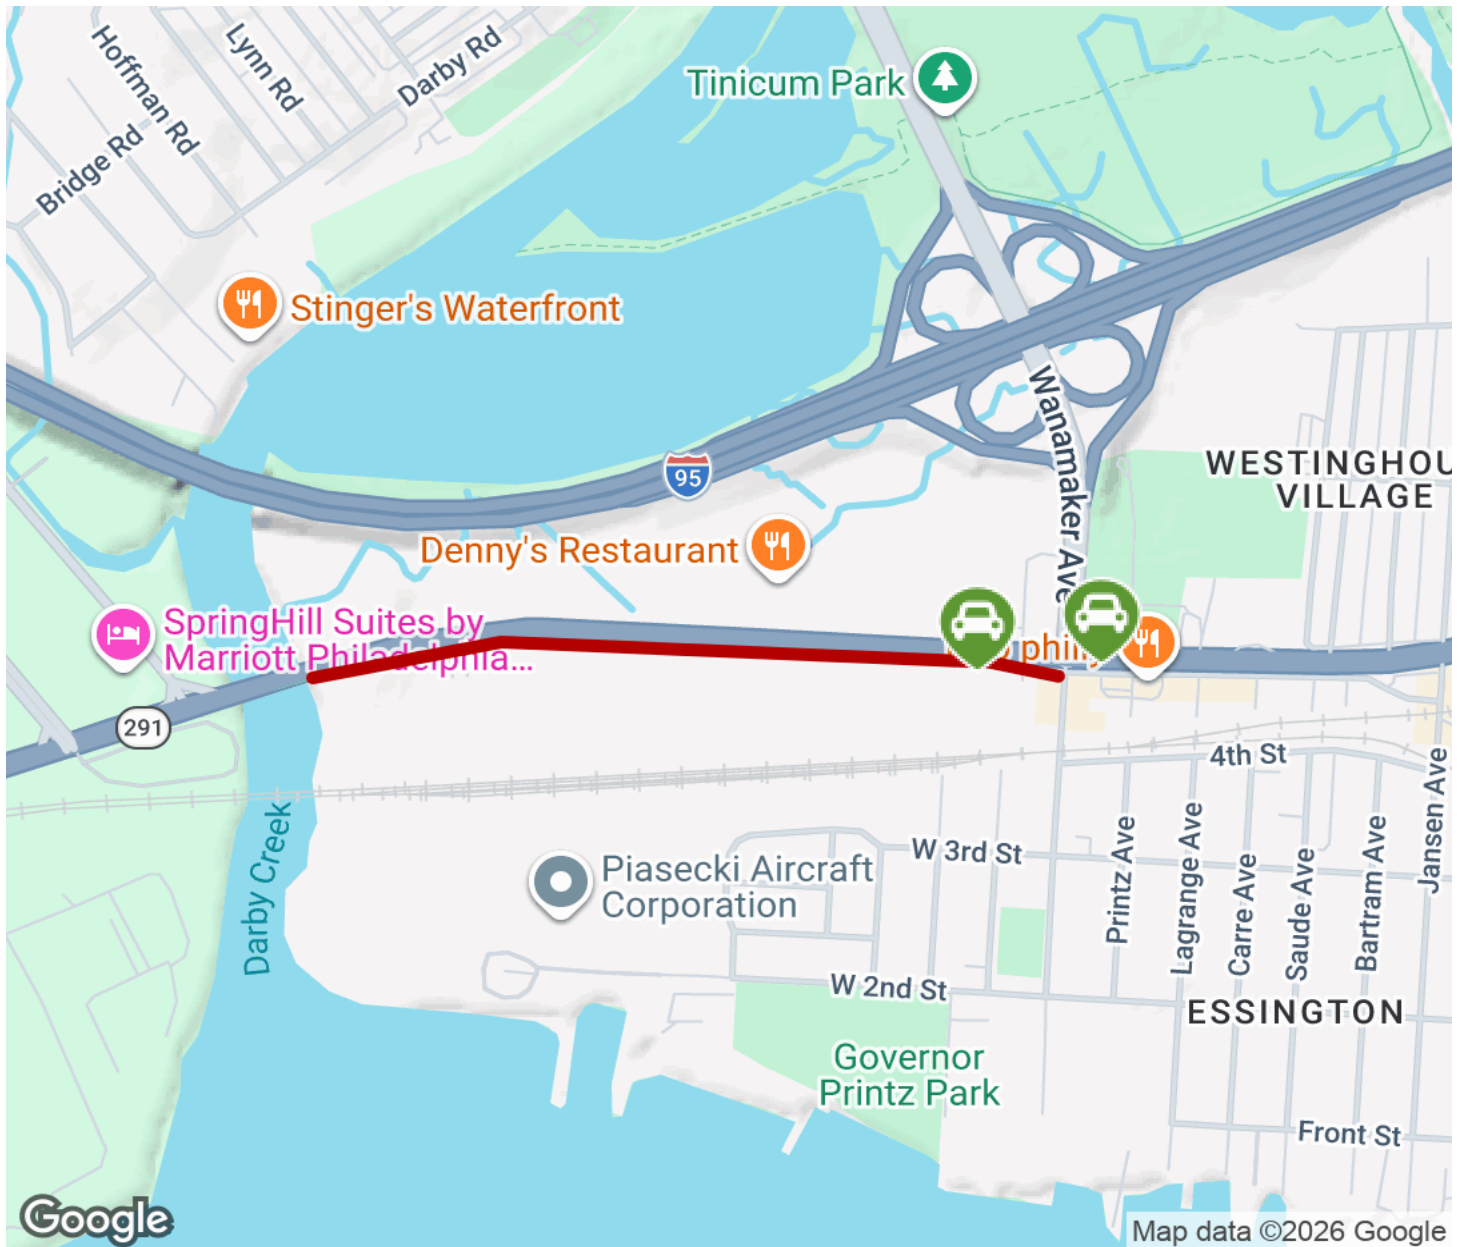 Hoffman Rd
Lynn Rd
Darby Rd
Bridge Rd
Tinicum Park
Stinger's Waterfront
95
Wanamaker Ave
WESTINGHOU
VILLAGE
Denny's Restaurant
SpringHill Suites by
Marriott Philadelphia...
philly
291
4th St
Darby Creek
W 3rd St
Piasecki Aircraft
Corporation
Printz Ave
Lagrange Ave
Carre Ave
Saude Ave
Bartram Ave
Jansen Ave
W 2nd St
ESSINGTON
Governor
Printz Park
Front St
Google
Map data ©2026 Google